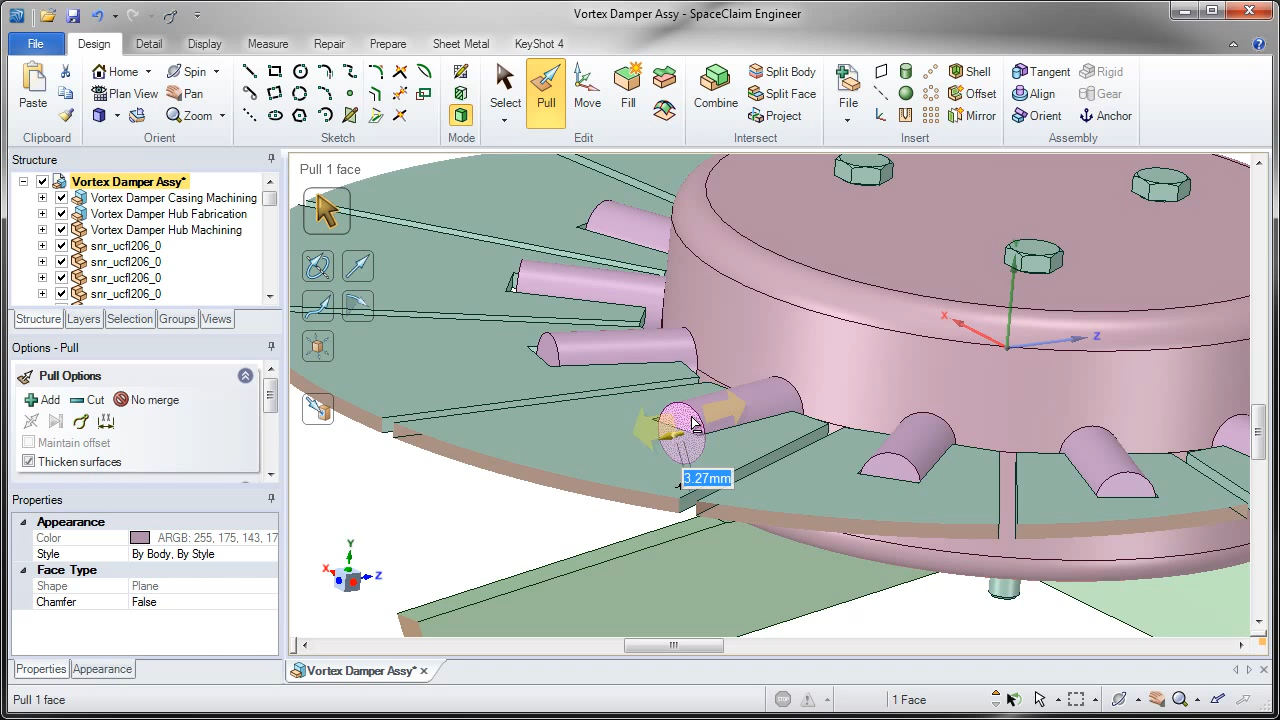 Vortex Damper Assy - SpaceClaim Engineer
File Design Detail Display Measure Repair Prepare Sheet Metal KeyShot 4
Home Spin Split Body Shell Tangent Rigid
Plan View Pan Split Face Offset Align Gear
Paste Select Pull Move Fill Combine File
Zoom Project Mirror Orient Anchor
Clipboard Orient Sketch Mode Edit Intersect Insert Assembly
Structure
Vortex Damper Assy*
Vortex Damper Casing Machining
Vortex Damper Hub Fabrication
Vortex Damper Hub Machining
snr_ucfl206_0
snr_ucfl206_0
snr_ucfl206_0
snr_ucfl206_0
Structure Layers Selection Groups Views
Options - Pull
Pull Options
Add Cut No merge
Maintain offset
Thicken surfaces
Properties
Appearance
Color ARGB: 255, 175, 143, 17
Style By Body, By Style
Face Type
Shape Plane
Chamfer False
Properties Appearance
Pull 1 face
X Z
3.27mm
Y
X Z
Vortex Damper Assy*
Pull 1 face 1 Face